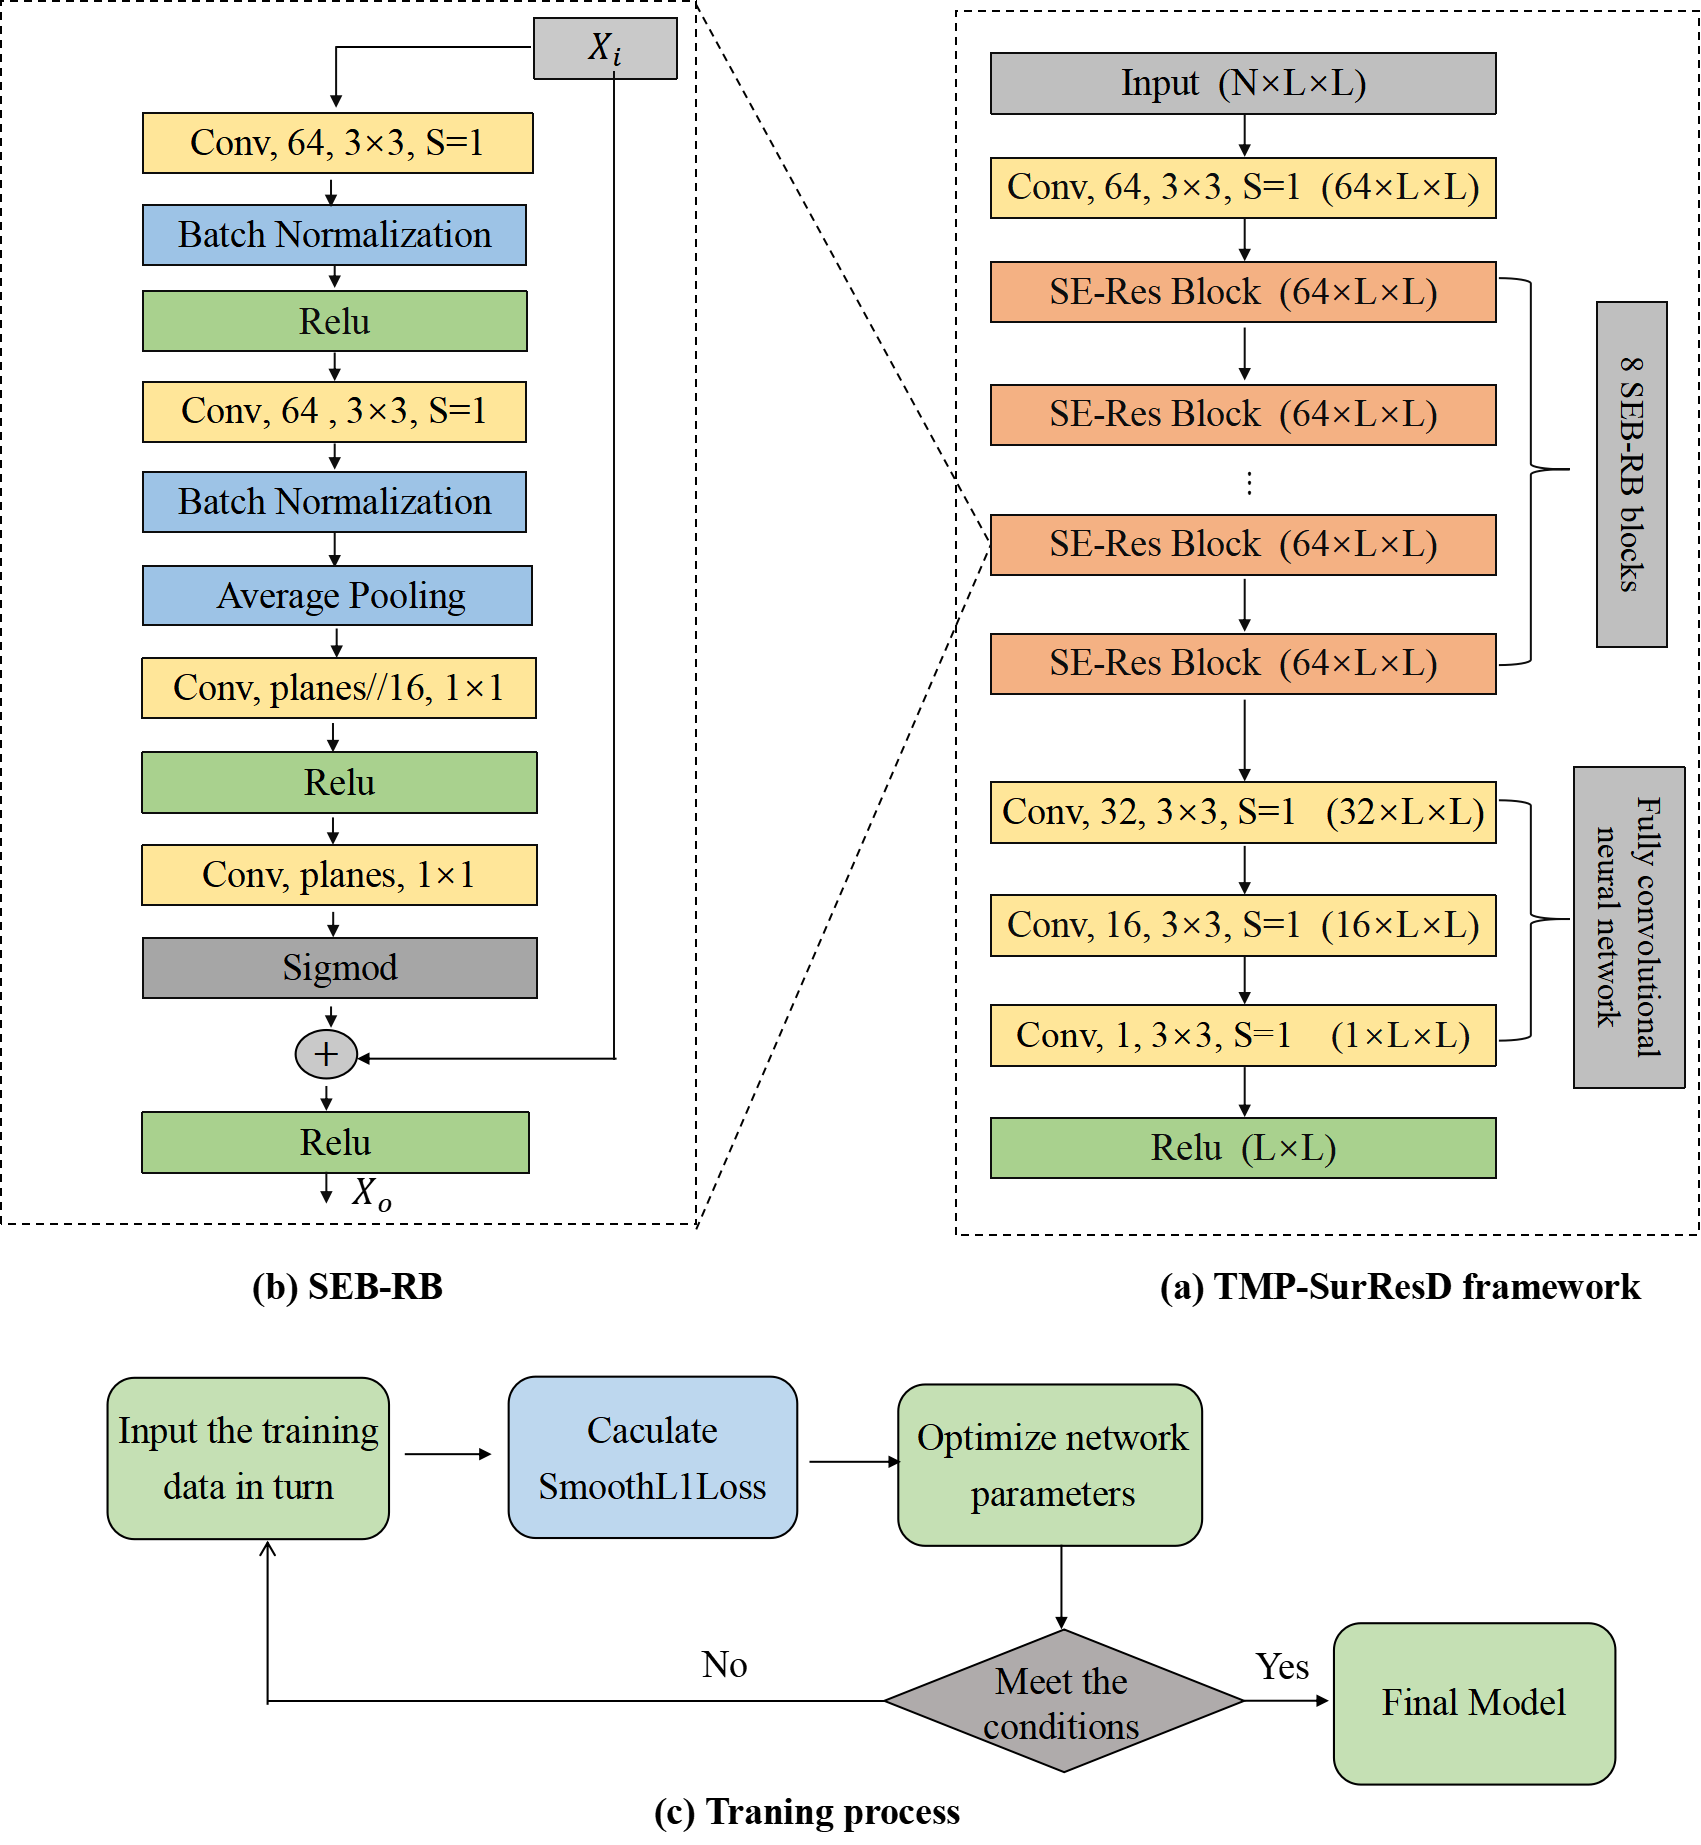 X_i
Conv, 64, 3×3, S=1
Batch Normalization
Relu
Conv, 64 , 3×3, S=1
Batch Normalization
Average Pooling
Conv, planes//16, 1×1
Relu
Conv, planes, 1×1
Sigmod
+
Relu
X_o
(b) SEB-RB
Input (N×L×L)
Conv, 64, 3×3, S=1 (64×L×L)
SE-Res Block (64×L×L)
SE-Res Block (64×L×L)
⋮
SE-Res Block (64×L×L)
SE-Res Block (64×L×L)
8 SEB-RB blocks
Conv, 32, 3×3, S=1 (32×L×L)
Conv, 16, 3×3, S=1 (16×L×L)
Conv, 1, 3×3, S=1 (1×L×L)
Fully convolutional
neural network
Relu (L×L)
(a) TMP-SurResD framework
Input the training
data in turn
Caculate
SmoothL1Loss
Optimize network
parameters
Meet the
conditions
No
Yes
Final Model
(c) Traning process